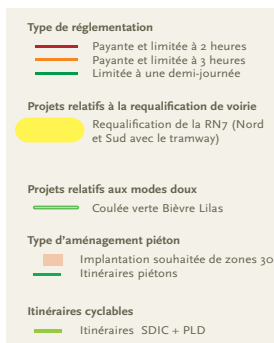 Type de réglementation
Payante et limitée à 2 heures
Payante et limitée à 3 heures
Limitée à une demi-journée
Projets relatifs à la requalification de voirie
Requalification de la RN7 (Nord
et Sud avec le tramway)
Projets relatifs aux modes doux
Coulée verte Bièvre Lilas
Type d'aménagement piéton
Implantation souhaitée de zones 30
Itinéraires piétons
Itinéraires cyclables
Itinéraires SDIC + PLD